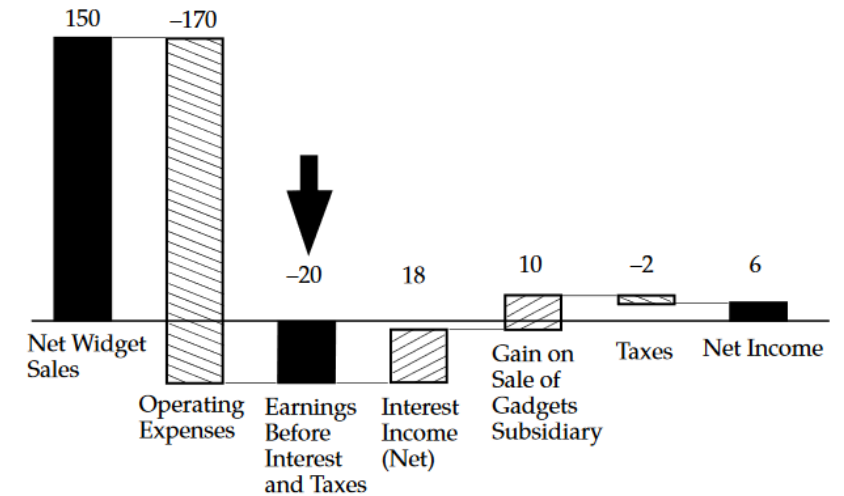 150
–170
–20
18
10
–2
6
Net Widget
Sales
Operating
Expenses
Earnings
Before
Interest
and Taxes
Interest
Income
(Net)
Gain on
Sale of
Gadgets
Subsidiary
Taxes
Net Income